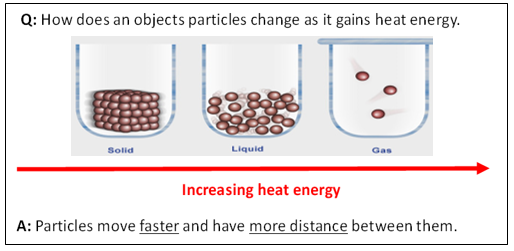 Q: How does an objects particles change as it gains heat energy.
Solid Liquid Gas
Increasing heat energy
A: Particles move faster and have more distance between them.